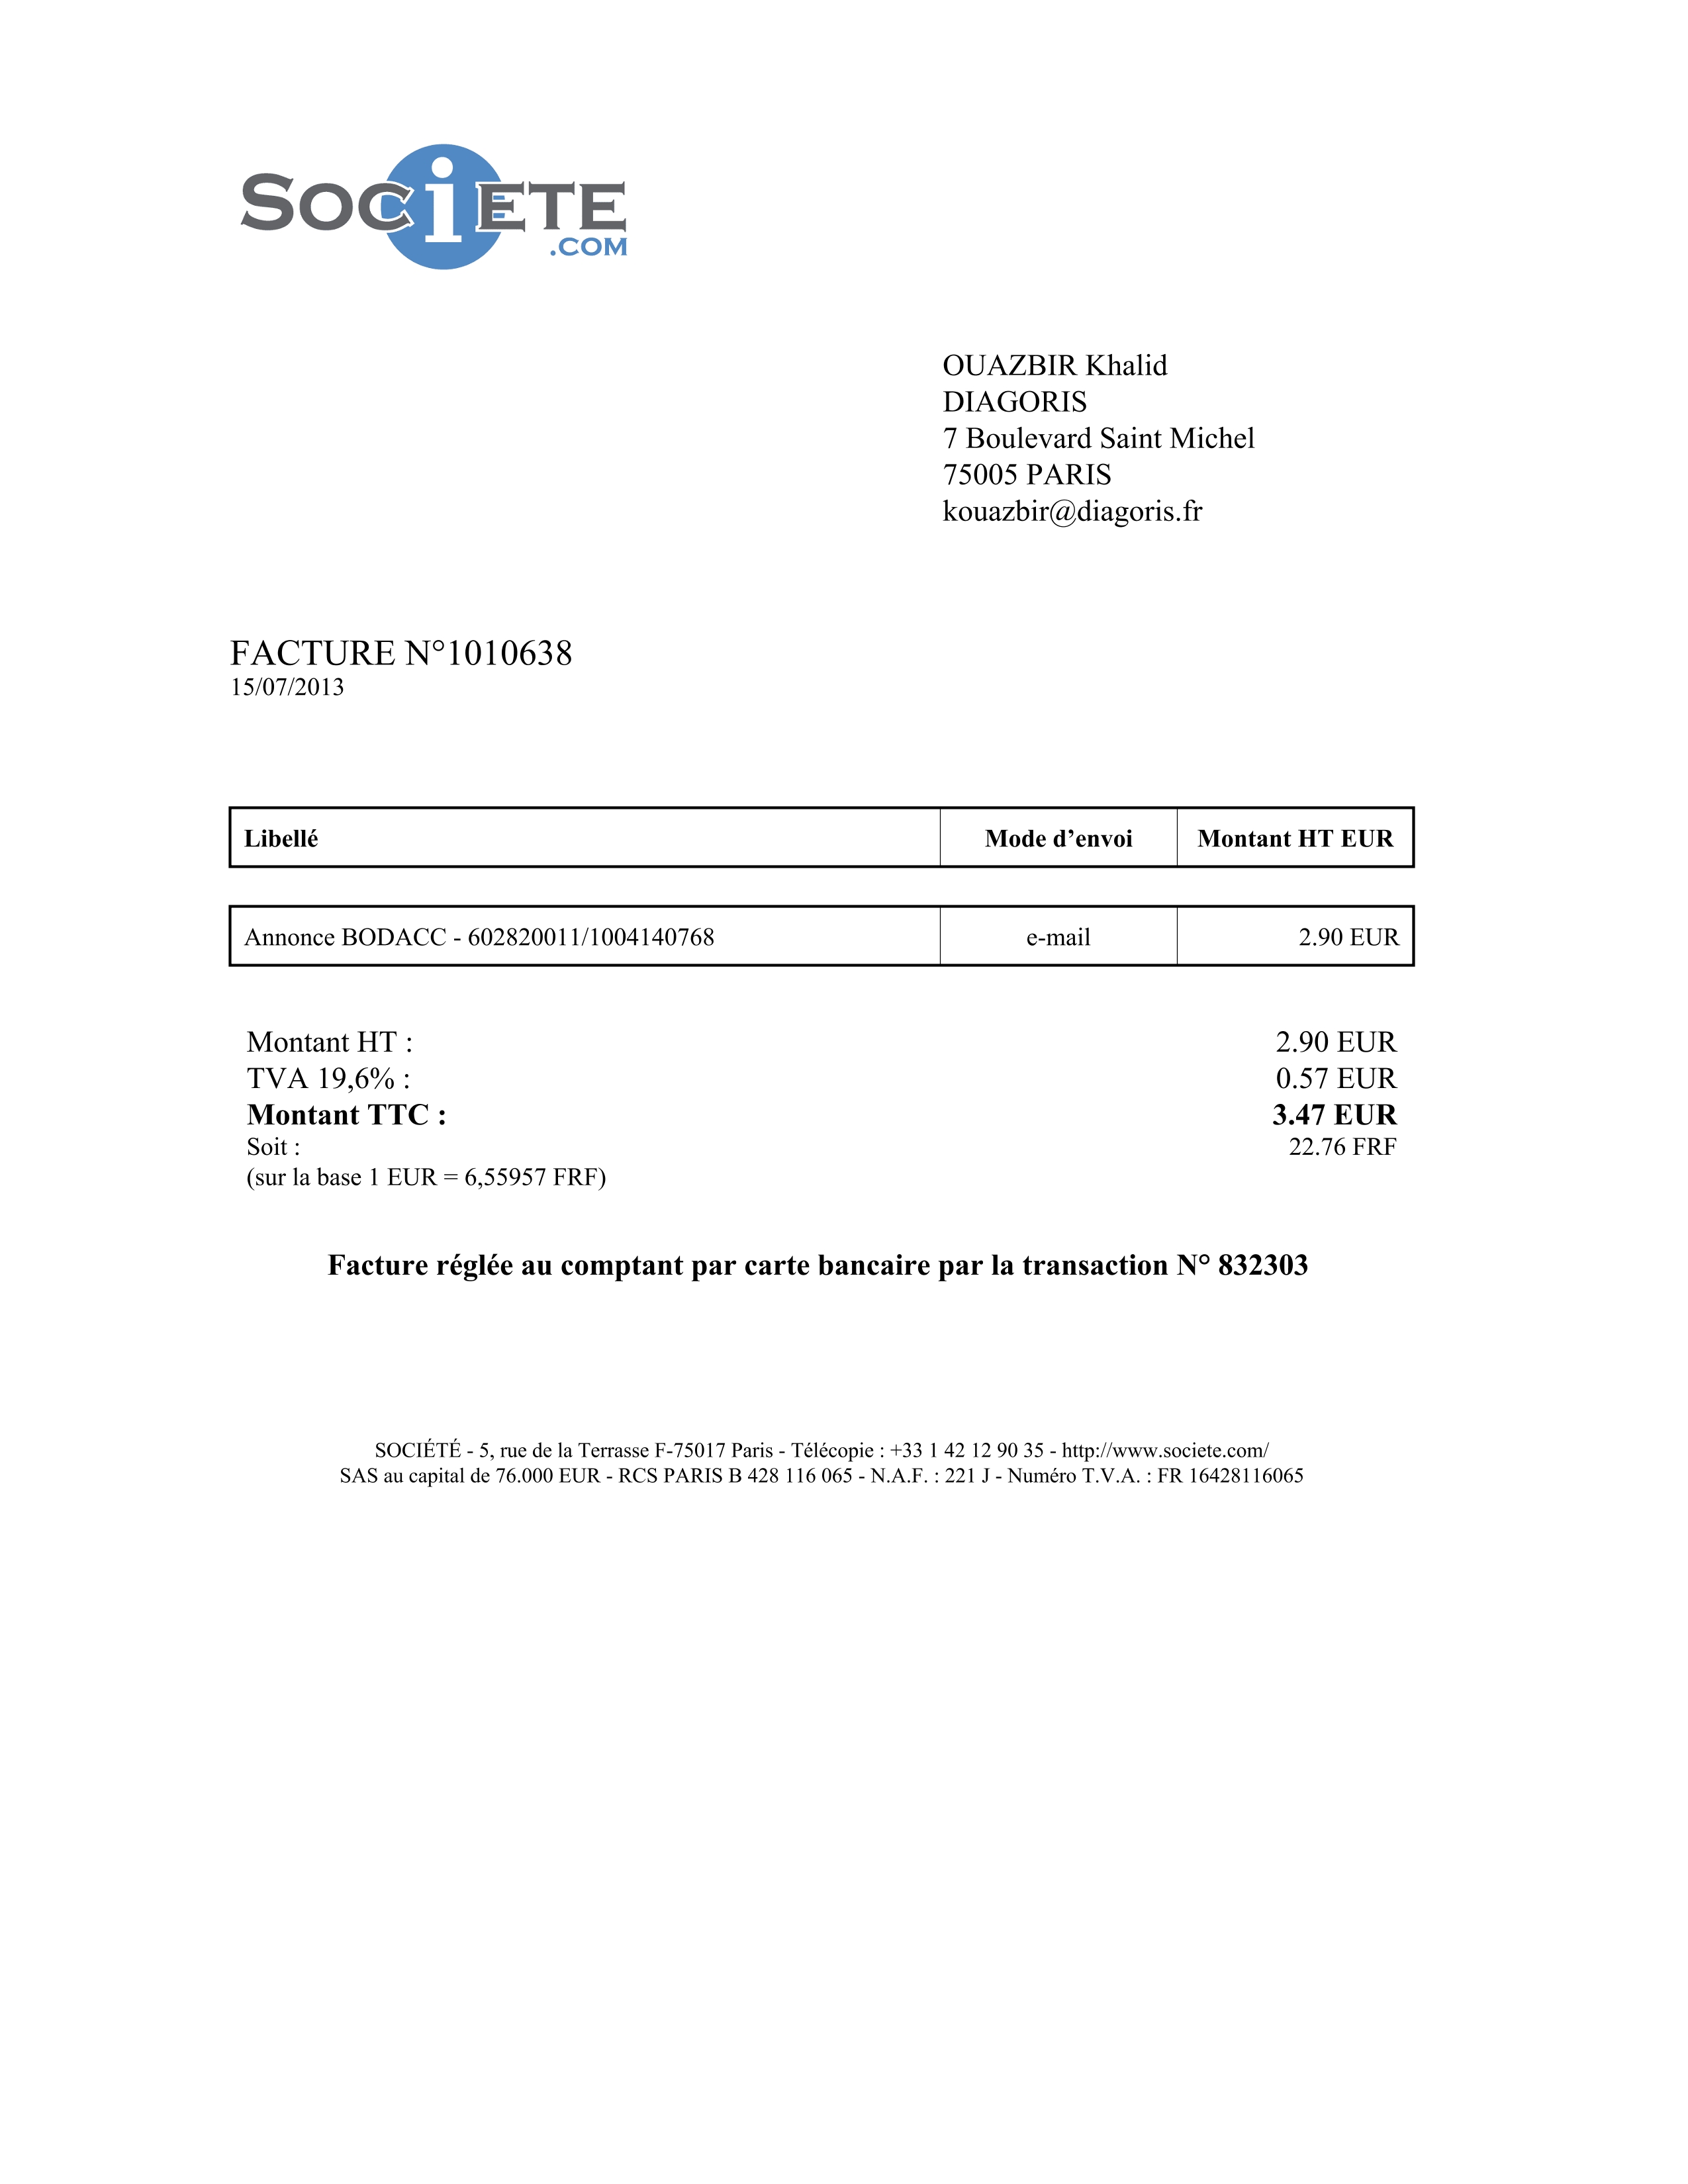 SOCIETE
.COM
OUAZBIR Khalid
DIAGORIS
7 Boulevard Saint Michel
75005 PARIS
kouazbir@diagoris.fr
FACTURE N°1010638
15/07/2013
Libellé Mode d’envoi Montant HT EUR
Annonce BODACC - 602820011/1004140768 e-mail 2.90 EUR
Montant HT : 2.90 EUR
TVA 19,6% : 0.57 EUR
Montant TTC : 3.47 EUR
Soit : 22.76 FRF
(sur la base 1 EUR = 6,55957 FRF)
Facture réglée au comptant par carte bancaire par la transaction N° 832303
SOCIÉTÉ - 5, rue de la Terrasse F-75017 Paris - Télécopie : +33 1 42 12 90 35 - http://www.societe.com/
SAS au capital de 76.000 EUR - RCS PARIS B 428 116 065 - N.A.F. : 221 J - Numéro T.V.A. : FR 16428116065